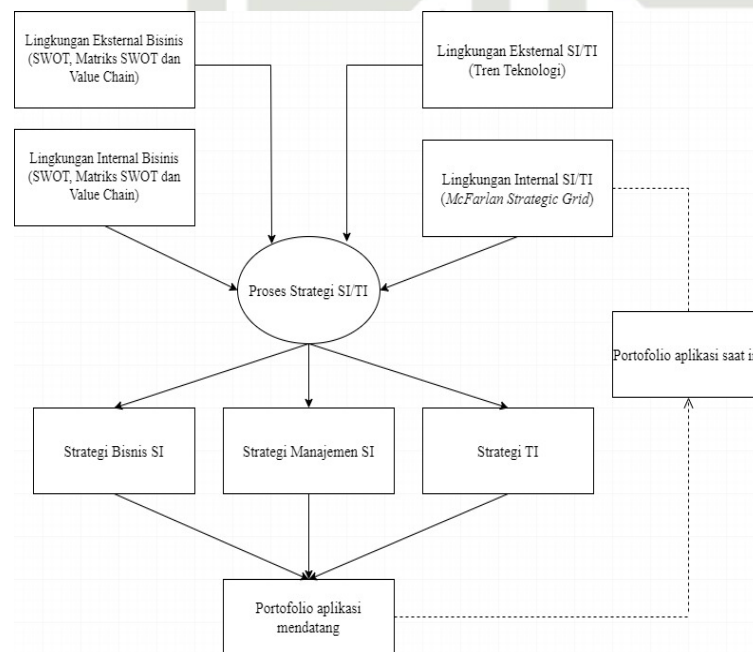 Lingkungan Eksternal Bisinis
(SWOT, Matriks SWOT dan
Value Chain)
Lingkungan Eksternal SI/TI
(Tren Teknologi)
Lingkungan Internal Bisinis
(SWOT, Matriks SWOT dan
Value Chain)
Lingkungan Internal SI/TI
(McFarlan Strategic Grid)
Proses Strategi SI/TI
Portofolio aplikasi saat
Strategi Bisnis SI
Strategi Manajemen SI
Strategi TI
Portofolio aplikasi
mendatang